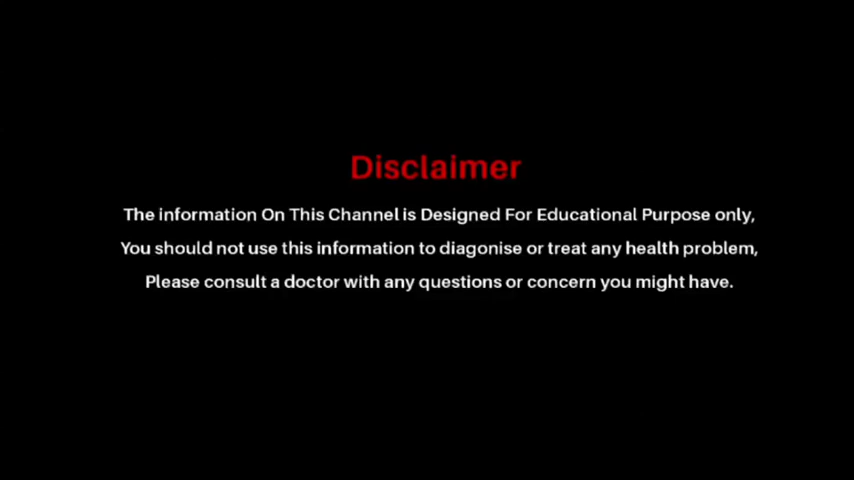 Disclaimer
The information On This Channel is Designed For Educational Purpose only,
You should not use this information to diagonise or treat any health problem,
Please consult a doctor with any questions or concern you might have.